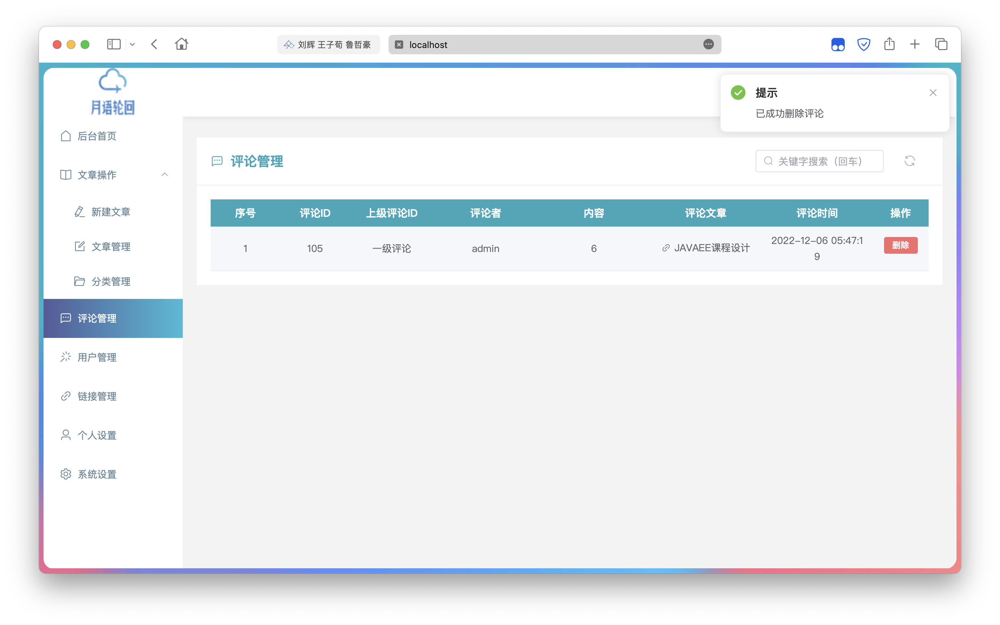 刘辉 王子荀 鲁哲豪
localhost
月语轮回
提示
已成功删除评论
后台首页
文章操作
新建文章
文章管理
分类管理
评论管理
用户管理
链接管理
个人设置
系统设置
评论管理
关键字搜索（回车）
序号 评论ID 上级评论ID 评论者 内容 评论文章 评论时间 操作
1 105 一级评论 admin 6 JAVAEE课程设计 2022-12-06 05:47:1
9
删除